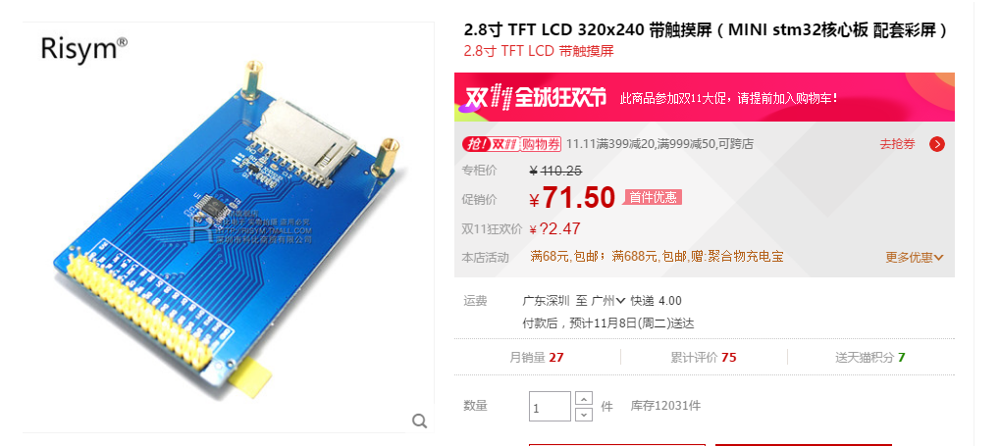 Risym®
2.8寸 TFT LCD 320x240 带触摸屏（MINI stm32核心板 配套彩屏）
2.8寸 TFT LCD 带触摸屏
双11 全球狂欢节 此商品参加双11大促，请提前加入购物车！
抢！双11 购物券 11.11满399减20,满999减50,可跨店 去抢券
专柜价 ¥ 110.25
促销价 ¥ 71.50 首件优惠
双11狂欢价 ¥ ?2.47
本店活动 满68元,包邮；满688元,包邮,赠:聚合物充电宝 更多优惠
运费 广东深圳 至 广州 快递 4.00
付款后，预计11月8日(周二)送达
月销量 27 累计评价 75 送天猫积分 7
数量 1 件 库存12031件
HTTP://RISYM.TMALL.COM